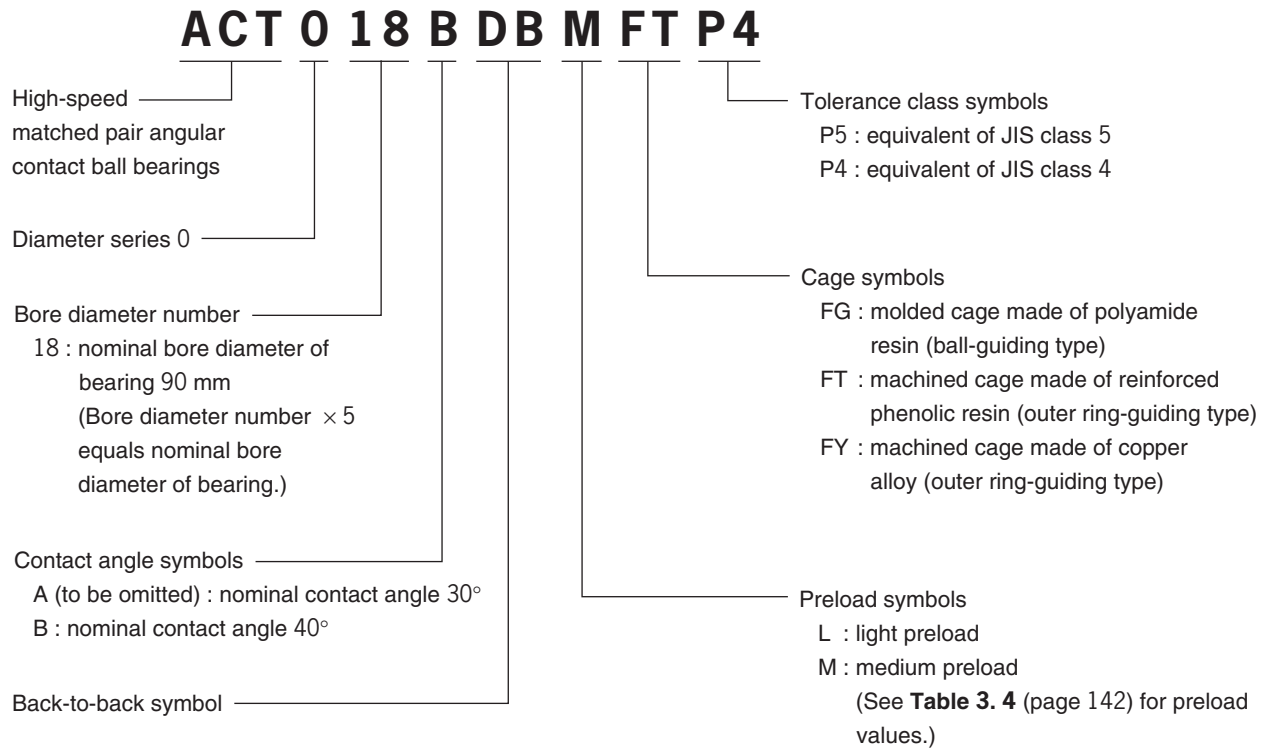 ACT 0 18 B DB M FT P4
High-speed
matched pair angular
contact ball bearings
Diameter series 0
Bore diameter number
18 : nominal bore diameter of
bearing 90 mm
(Bore diameter number × 5
equals nominal bore
diameter of bearing.)
Contact angle symbols
A (to be omitted) : nominal contact angle 30°
B : nominal contact angle 40°
Back-to-back symbol
Tolerance class symbols
P5 : equivalent of JIS class 5
P4 : equivalent of JIS class 4
Cage symbols
FG : molded cage made of polyamide
resin (ball-guiding type)
FT : machined cage made of reinforced
phenolic resin (outer ring-guiding type)
FY : machined cage made of copper
alloy (outer ring-guiding type)
Preload symbols
L : light preload
M : medium preload
(See Table 3. 4 (page 142) for preload
values.)